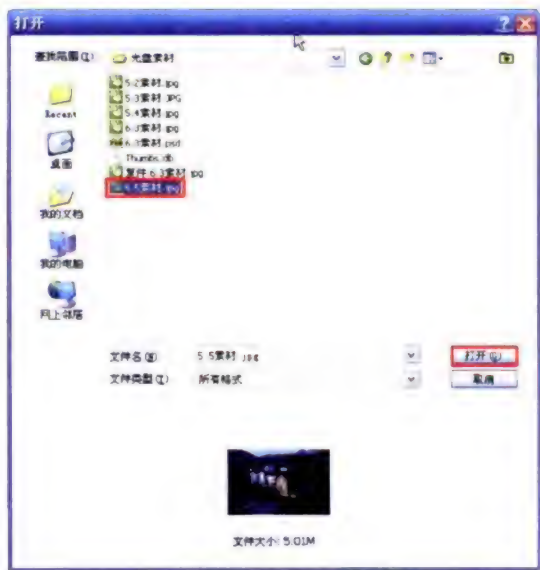 打开
查找范围(I)
光盘素材
5.2素材.jpg
5.3素材.JPG
5.4素材.jpg
6.3素材.jpg
6.3素材.psd
Thumbs.db
复件 6.3素材.jpg
5.5素材.jpg
Recent
桌面
我的文档
我的电脑
网上邻居
文件名(N)
5.5素材.jpg
打开(O)
文件类型(T)
所有格式
取消
文件大小: 5.01M